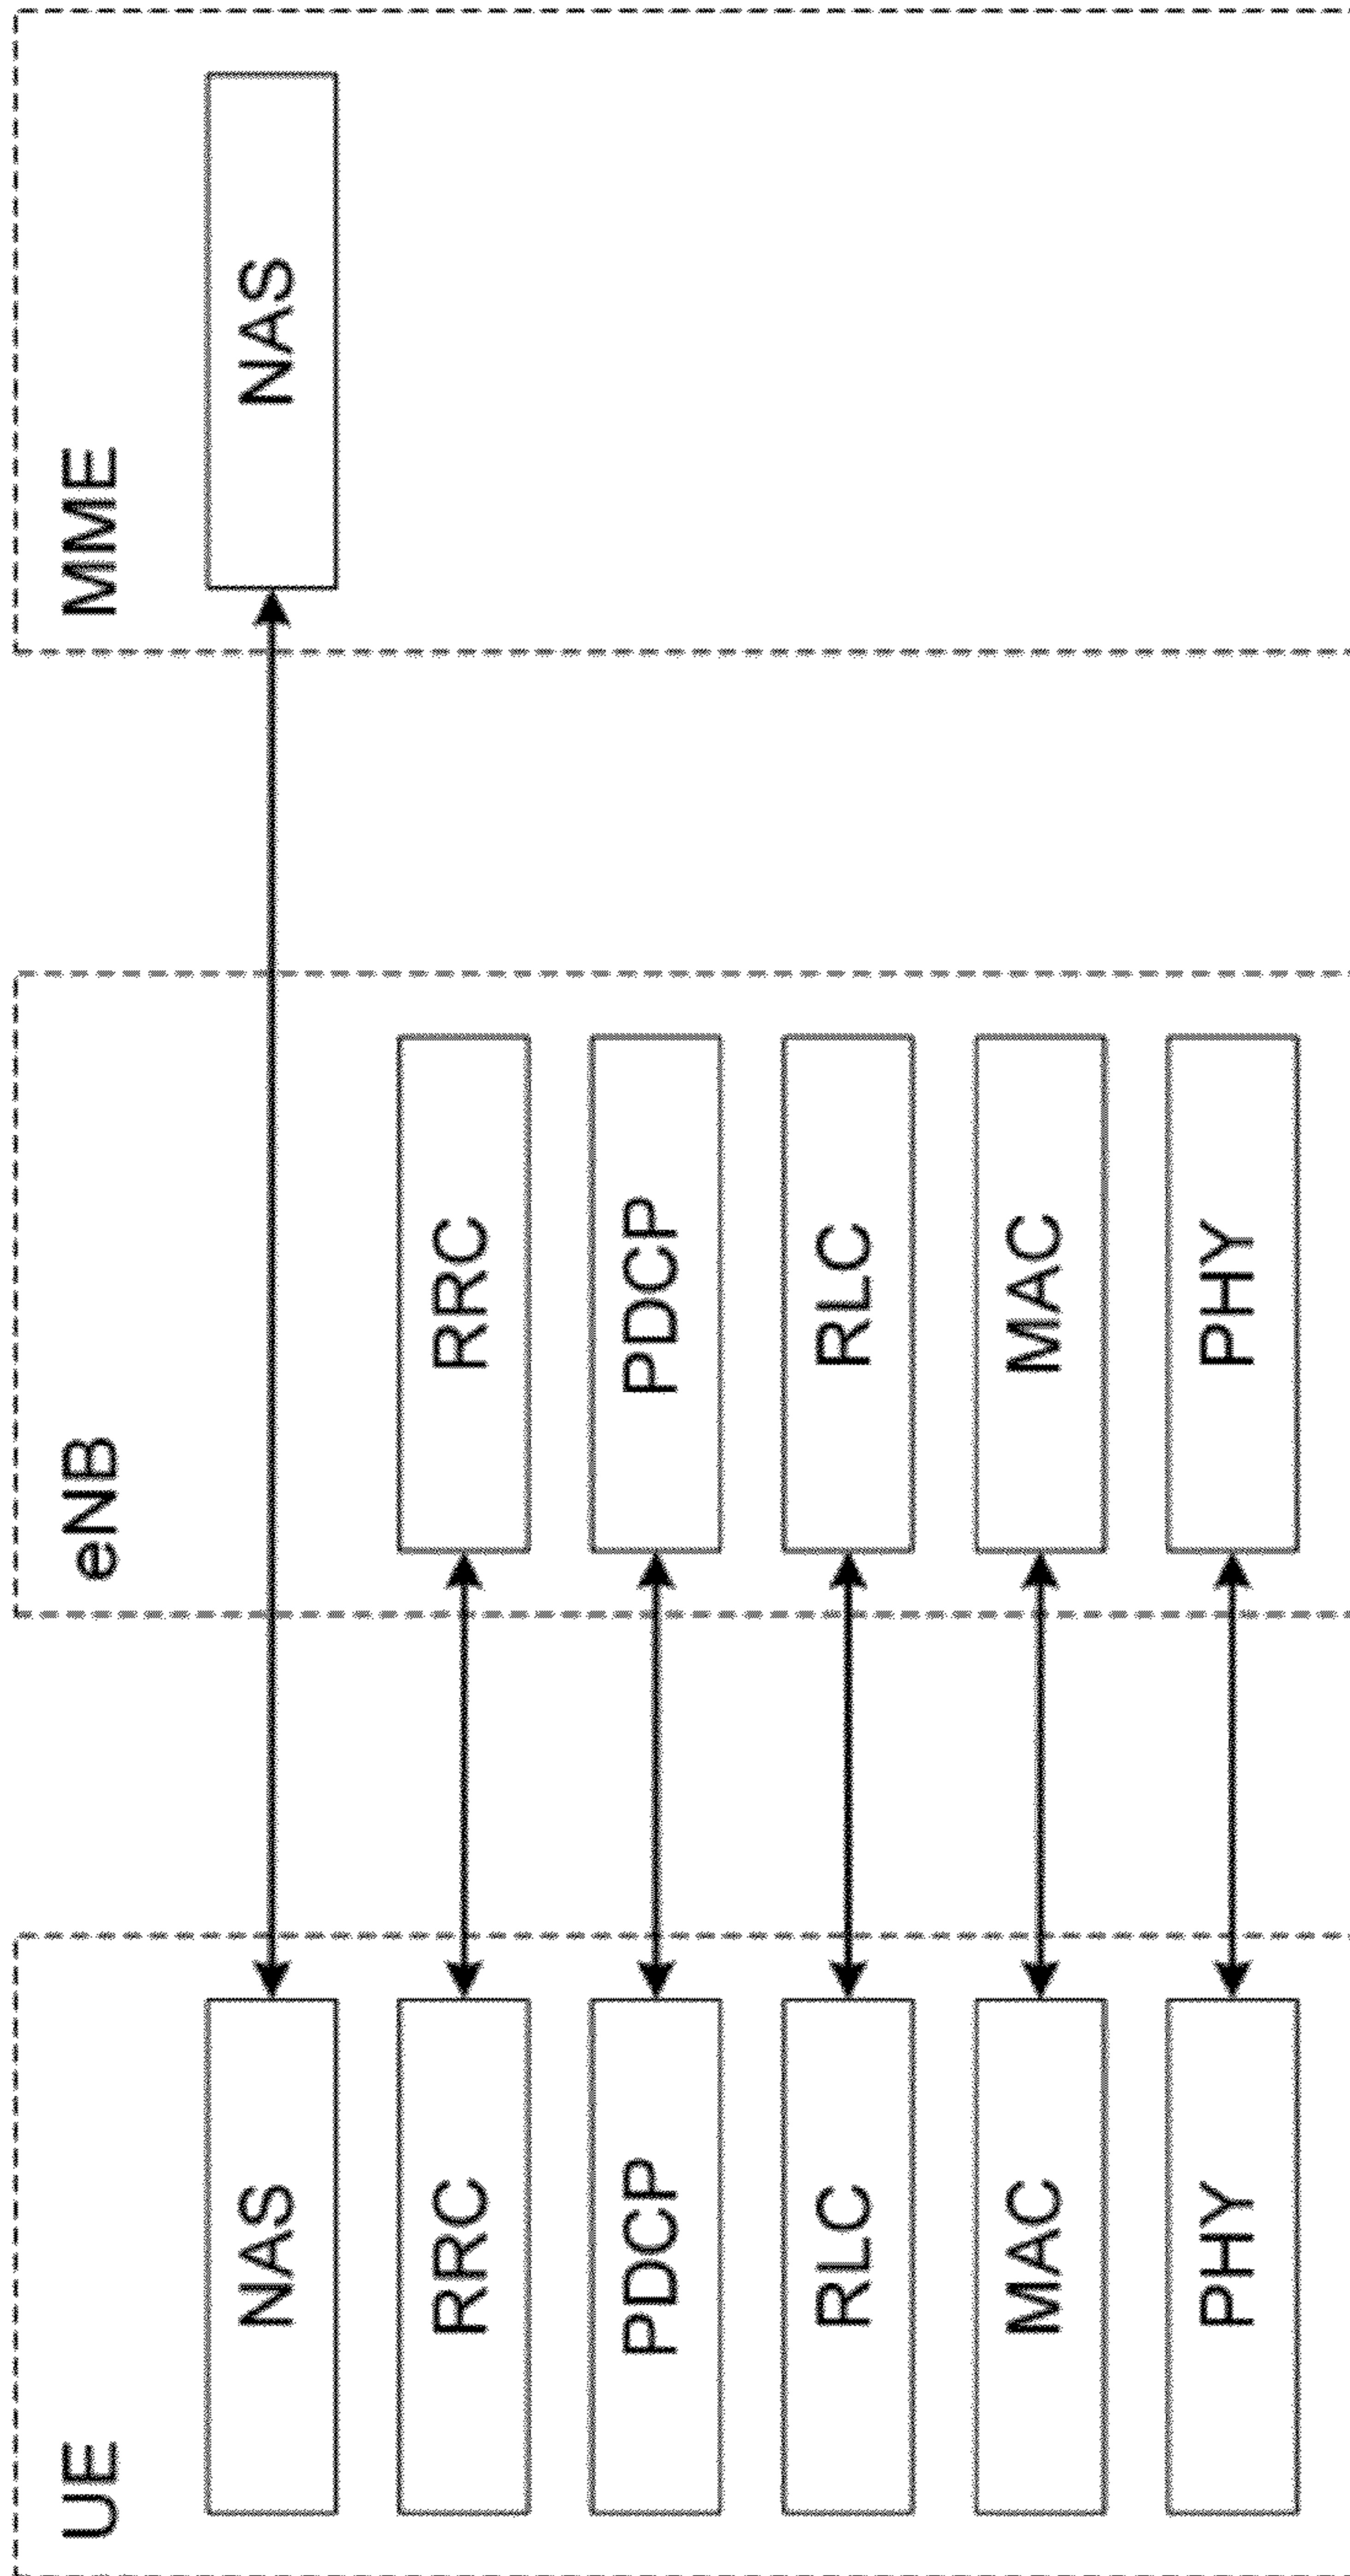 UE
eNB
MME
NAS
NAS
RRC
RRC
PDCP
PDCP
RLC
RLC
MAC
MAC
PHY
PHY